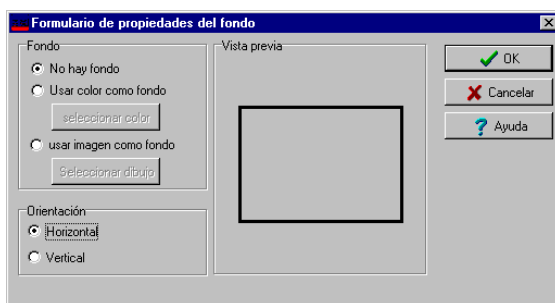 Formulario de propiedades del fondo
Fondo
No hay fondo
Usar color como fondo
seleccionar color
usar imagen como fondo
Seleccionar dibujo
Orientación
Horizontal
Vertical
Vista previa
OK
Cancelar
Ayuda